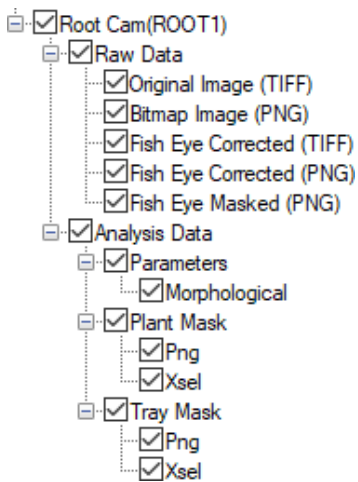 Root Cam(ROOT1)
Raw Data
Original Image (TIFF)
Bitmap Image (PNG)
Fish Eye Corrected (TIFF)
Fish Eye Corrected (PNG)
Fish Eye Masked (PNG)
Analysis Data
Parameters
Morphological
Plant Mask
Png
Xsel
Tray Mask
Png
Xsel